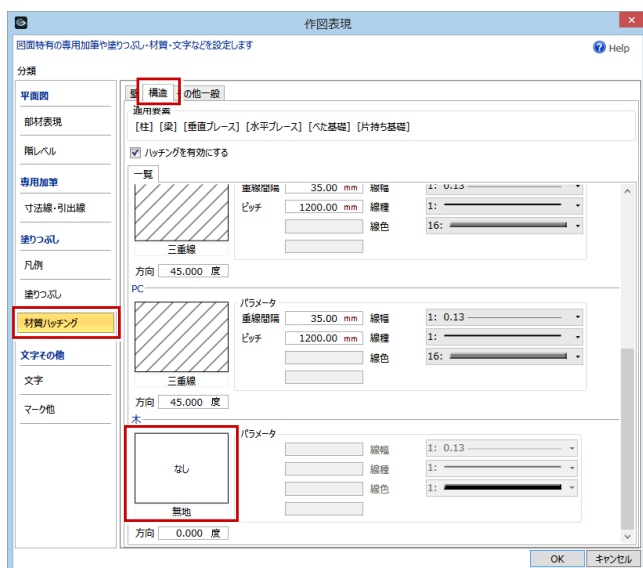 作図表現
×
図面特有の専用加筆や塗りつぶし・材質・文字などを設定します
Help
分類
平面図
部材表現
階レベル
専用加筆
寸法線・引出線
塗りつぶし
凡例
塗りつぶし
材質ハッチング
文字その他
文字
マーク他
構造
の他一般
適用要素
[柱] [梁] [垂直ブレース] [水平ブレース] [べた基礎] [片持ち基礎]
ハッチングを有効にする
一覧
重線間隔 35.00 mm 線幅 1: 0.13
ピッチ 1200.00 mm 線種 1:
線色 16:
三重線
方向 45.000 度
PC
パラメータ
重線間隔 35.00 mm 線幅 1: 0.13
ピッチ 1200.00 mm 線種 1:
線色 16:
三重線
方向 45.000 度
木
パラメータ
なし
線幅 1: 0.13
線種 1:
線色 1:
無地
方向 0.000 度
OK キャンセル